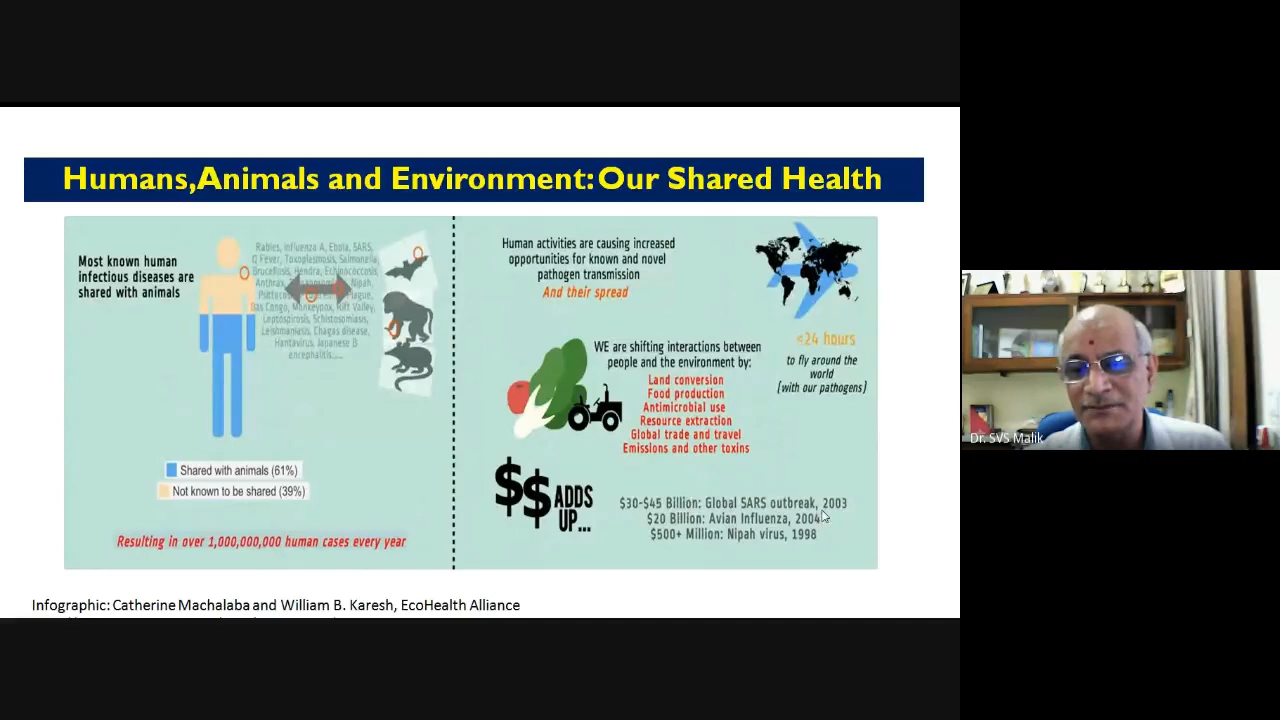 Humans,Animals and Environment:Our Shared Health
Most known human
infectious diseases are
shared with animals
Rabies, Influenza A, Ebola, SARS,
Q Fever, Toxoplasmosis, Salmonella
Brucellosis, Hendra, Echinococcosis,
Anthrax, Nipah,
Plague,
Congo, Monkeypox, Rift Valley,
Leptospirosis, Schistosomiasis,
Leishmaniasis, Chagas disease,
Hantavirus, Japanese B
encephalitis.....
Shared with animals (61%)
Not known to be shared (39%)
Resulting in over 1,000,000,000 human cases every year
Human activities are causing increased
opportunities for known and novel
pathogen transmission
And their spread
<24 hours
to fly around the
world
[with our pathogens]
WE are shifting interactions between
people and the environment by:
Land conversion
Food production
Antimicrobial use
Resource extraction
Global trade and travel
Emissions and other toxins
$$ ADDS
UP...
$30-$45 Billion: Global SARS outbreak, 2003
$20 Billion: Avian Influenza, 2004
$500+ Million: Nipah virus, 1998
Infographic: Catherine Machalaba and William B. Karesh, EcoHealth Alliance
Dr. SVS Malik